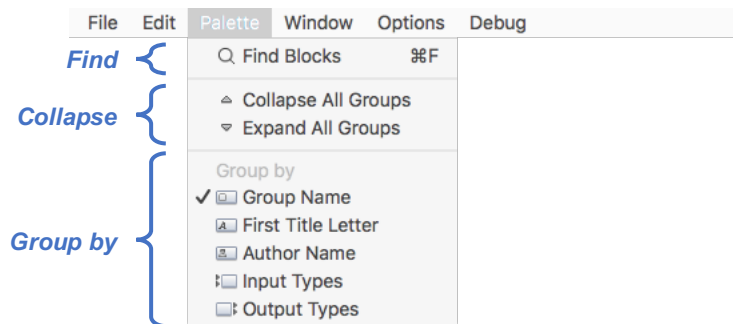 File Edit Palette Window Options Debug
Find
Find Blocks ⌘F
Collapse
Collapse All Groups
Expand All Groups
Group by
Group by
Group Name
First Title Letter
Author Name
Input Types
Output Types